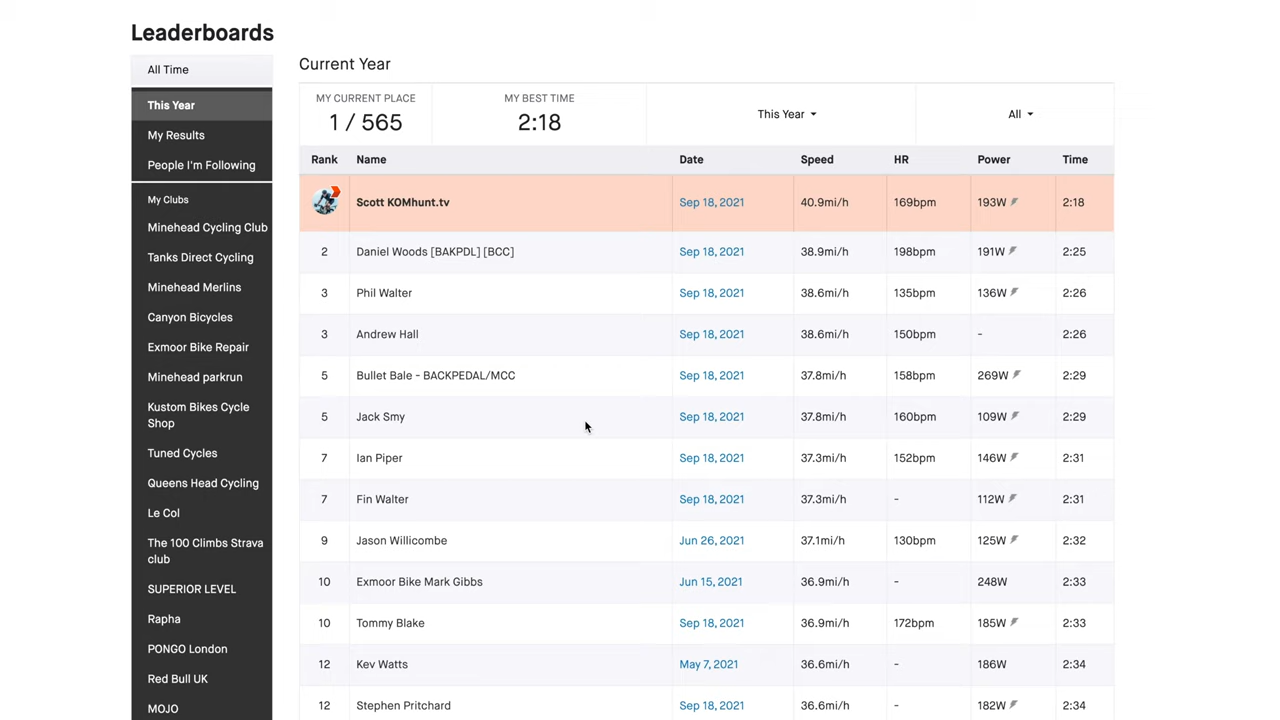 Leaderboards
All Time
This Year
My Results
People I'm Following
My Clubs
Minehead Cycling Club
Tanks Direct Cycling
Minehead Merlins
Canyon Bicycles
Exmoor Bike Repair
Minehead parkrun
Kustom Bikes Cycle
Shop
Tuned Cycles
Queens Head Cycling
Le Col
The 100 Climbs Strava
club
SUPERIOR LEVEL
Rapha
PONGO London
Red Bull UK
MOJO
Current Year
MY CURRENT PLACE MY BEST TIME
1 / 565 2:18 This Year All
Rank Name Date Speed HR Power Time
Scott KOMhunt.tv Sep 18, 2021 40.9mi/h 169bpm 193W 2:18
2 Daniel Woods [BAKPDL] [BCC] Sep 18, 2021 38.9mi/h 198bpm 191W 2:25
3 Phil Walter Sep 18, 2021 38.6mi/h 135bpm 136W 2:26
3 Andrew Hall Sep 18, 2021 38.6mi/h 150bpm - 2:26
5 Bullet Bale - BACKPEDAL/MCC Sep 18, 2021 37.8mi/h 158bpm 269W 2:29
5 Jack Smy Sep 18, 2021 37.8mi/h 160bpm 109W 2:29
7 Ian Piper Sep 18, 2021 37.3mi/h 152bpm 146W 2:31
7 Fin Walter Sep 18, 2021 37.3mi/h - 112W 2:31
9 Jason Willicombe Jun 26, 2021 37.1mi/h 130bpm 125W 2:32
10 Exmoor Bike Mark Gibbs Jun 15, 2021 36.9mi/h - 248W 2:33
10 Tommy Blake Sep 18, 2021 36.9mi/h 172bpm 185W 2:33
12 Kev Watts May 7, 2021 36.6mi/h - 186W 2:34
12 Stephen Pritchard Sep 18, 2021 36.6mi/h - 182W 2:34